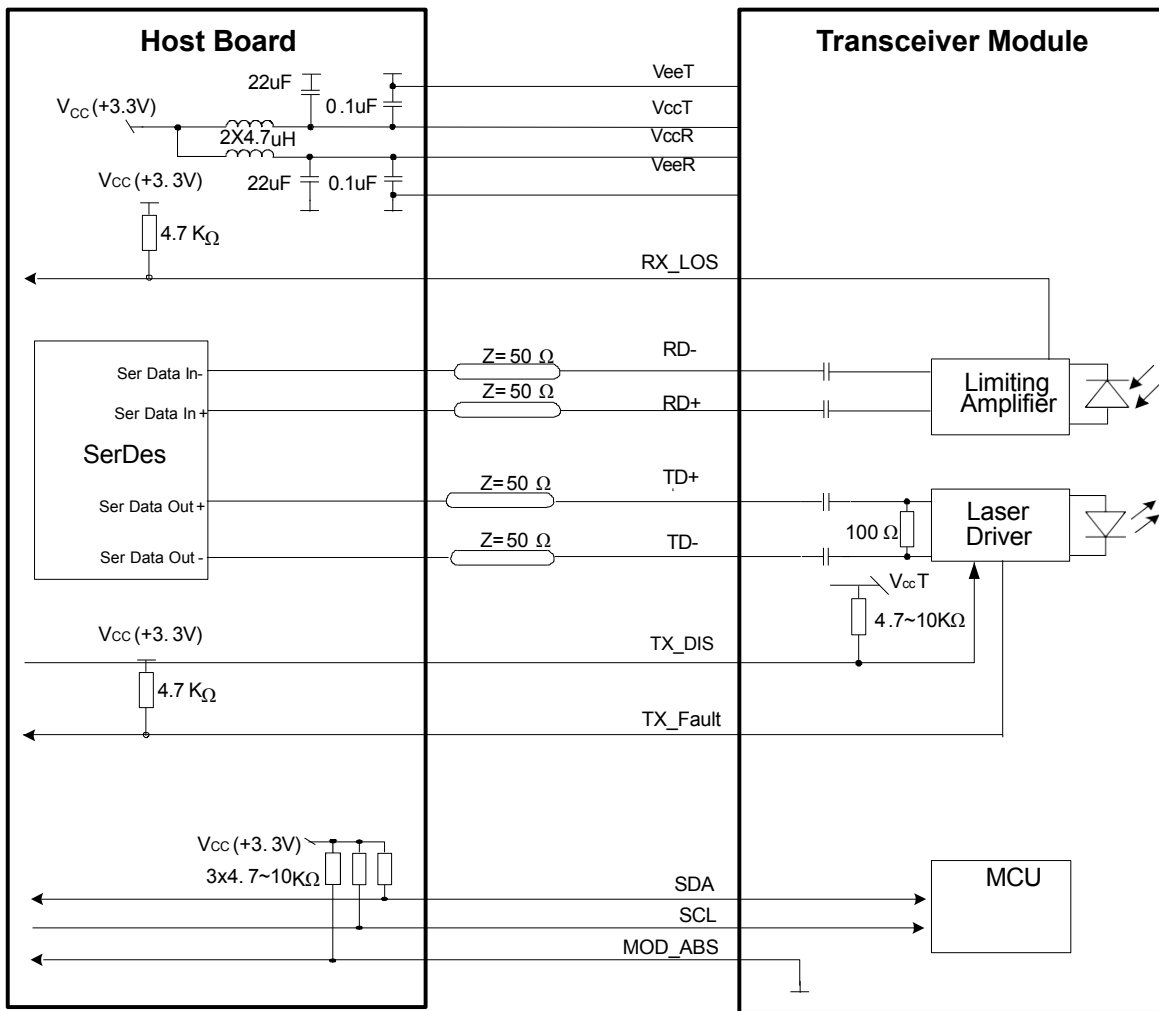 Host Board
Transceiver Module
22uF
VeeT
0.1uF
VCC (+3.3V)
VccT
2X4.7uH
VccR
VeeR
VCC (+3. 3V)
22uF
0.1uF
4.7 KΩ
RX_LOS
Z= 50 Ω
RD-
Ser Data In-
Z= 50 Ω
RD+
Ser Data In +
Limiting
Amplifier
SerDes
Z= 50 Ω
TD+
Ser Data Out +
Laser
Driver
100 Ω
Z= 50 Ω
TD-
Ser Data Out -
VccT
4 .7~10KΩ
VCC (+3. 3V)
TX_DIS
4.7 KΩ
TX_Fault
VCC (+3. 3V)
3x4. 7~10KΩ
SDA
MCU
SCL
MOD_ABS